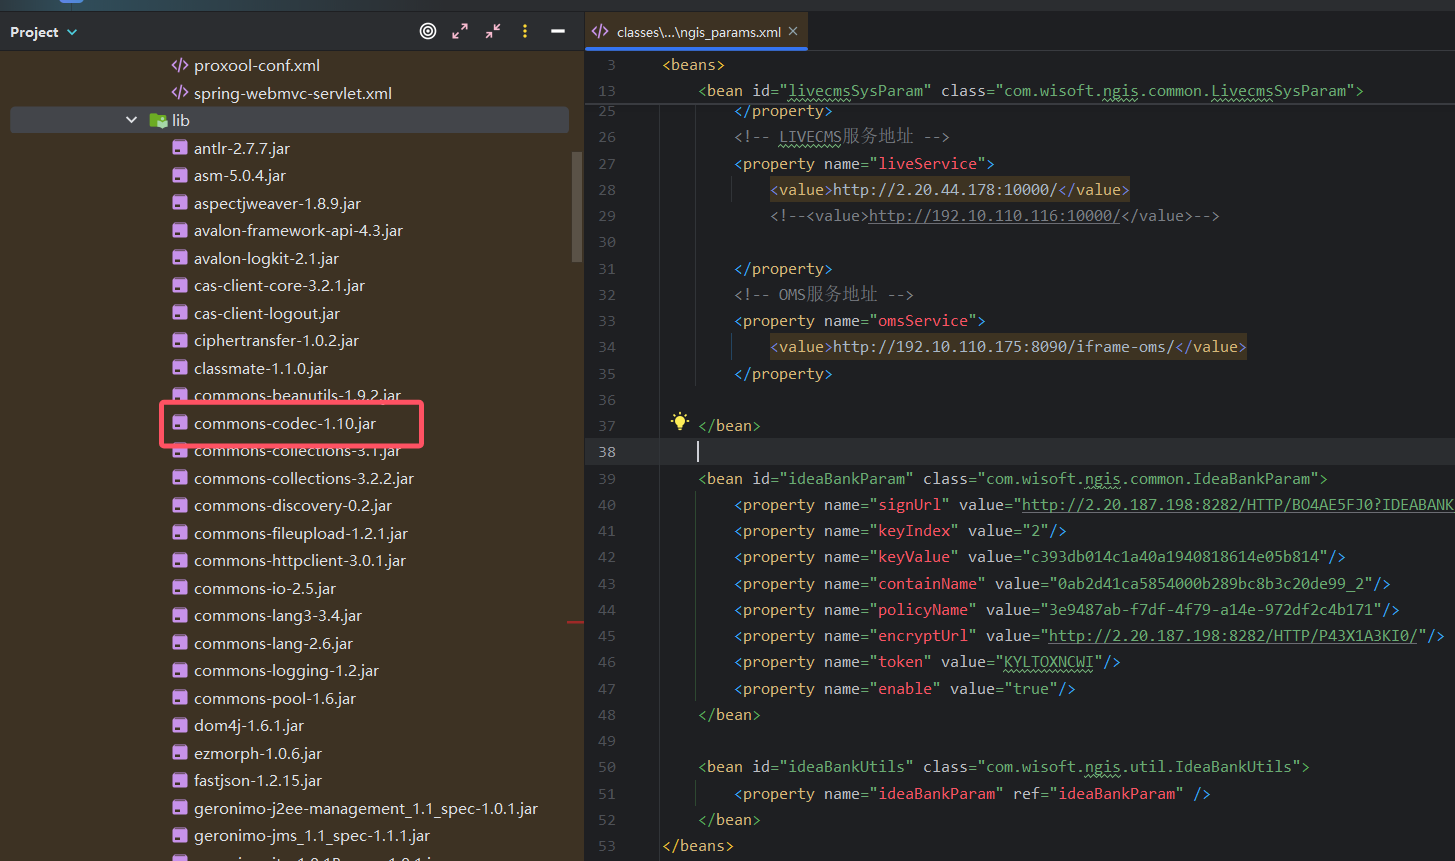 Project
proxool-conf.xml
spring-webmvc-servlet.xml
lib
antlr-2.7.7.jar
asm-5.0.4.jar
aspectjweaver-1.8.9.jar
avalon-framework-api-4.3.jar
avalon-logkit-2.1.jar
cas-client-core-3.2.1.jar
cas-client-logout.jar
ciphertransfer-1.0.2.jar
classmate-1.1.0.jar
commons-beanutils-1.9.2.jar
commons-codec-1.10.jar
commons-collections-3.1.jar
commons-collections-3.2.2.jar
commons-discovery-0.2.jar
commons-fileupload-1.2.1.jar
commons-httpclient-3.0.1.jar
commons-io-2.5.jar
commons-lang3-3.4.jar
commons-lang-2.6.jar
commons-logging-1.2.jar
commons-pool-1.6.jar
dom4j-1.6.1.jar
ezmorph-1.0.6.jar
fastjson-1.2.15.jar
geronimo-j2ee-management_1.1_spec-1.0.1.jar
geronimo-jms_1.1_spec-1.1.1.jar
classes\...\ngis_params.xml
3 <beans>
13 <bean id="livecmsSysParam" class="com.wisoft.ngis.common.LivecmsSysParam">
25 </property>
26 <!-- LIVECMS服务地址 -->
27 <property name="liveService">
28 <value>http://2.20.44.178:10000/</value>
29 <!--<value>http://192.10.110.116:10000/</value>-->
30
31 </property>
32 <!-- OMS服务地址 -->
33 <property name="omsService">
34 <value>http://192.10.110.175:8090/iframe-oms/</value>
35 </property>
36
37 </bean>
38
39 <bean id="ideaBankParam" class="com.wisoft.ngis.common.IdeaBankParam">
40 <property name="signUrl" value="http://2.20.187.198:8282/HTTP/BO4AE5FJ0?IDEABANK
41 <property name="keyIndex" value="2"/>
42 <property name="keyValue" value="c393db014c1a40a1940818614e05b814"/>
43 <property name="containName" value="0ab2d41ca5854000b289bc8b3c20de99_2"/>
44 <property name="policyName" value="3e9487ab-f7df-4f79-a14e-972df2c4b171"/>
45 <property name="encryptUrl" value="http://2.20.187.198:8282/HTTP/P43X1A3KI0/"/>
46 <property name="token" value="KYLTOXNCWI"/>
47 <property name="enable" value="true"/>
48 </bean>
49
50 <bean id="ideaBankUtils" class="com.wisoft.ngis.util.IdeaBankUtils">
51 <property name="ideaBankParam" ref="ideaBankParam" />
52 </bean>
53 </beans>